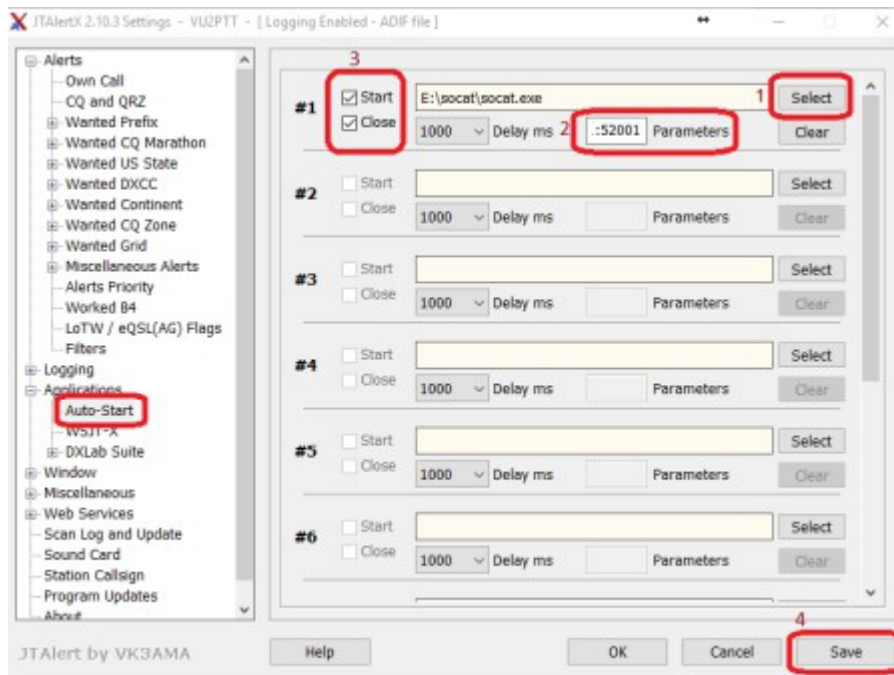 JTAlertX 2.10.3 Settings - VU2PTT - [ Logging Enabled - ADIF file ]
Alerts
Own Call
CQ and QRZ
Wanted Prefix
Wanted CQ Marathon
Wanted US State
Wanted DXCC
Wanted Continent
Wanted CQ Zone
Wanted Grid
Miscellaneous Alerts
Alerts Priority
Worked B4
LoTW / eQSL(AG) Flags
Filters
Logging
Applications
Auto-Start
WSJT-X
DXLab Suite
Window
Miscellaneous
Web Services
Scan Log and Update
Sound Card
Station Callsign
Program Updates
About
3
#1 Start E:\socat\socat.exe 1 Select
Close 1000 Delay ms 2 .:52001 Parameters Clear
#2 Start Select
Close 1000 Delay ms Parameters Clear
#3 Start Select
Close 1000 Delay ms Parameters Clear
#4 Start Select
Close 1000 Delay ms Parameters Clear
#5 Start Select
Close 1000 Delay ms Parameters Clear
#6 Start Select
Close 1000 Delay ms Parameters Clear
4
JTAlert by VK3AMA Help OK Cancel Save